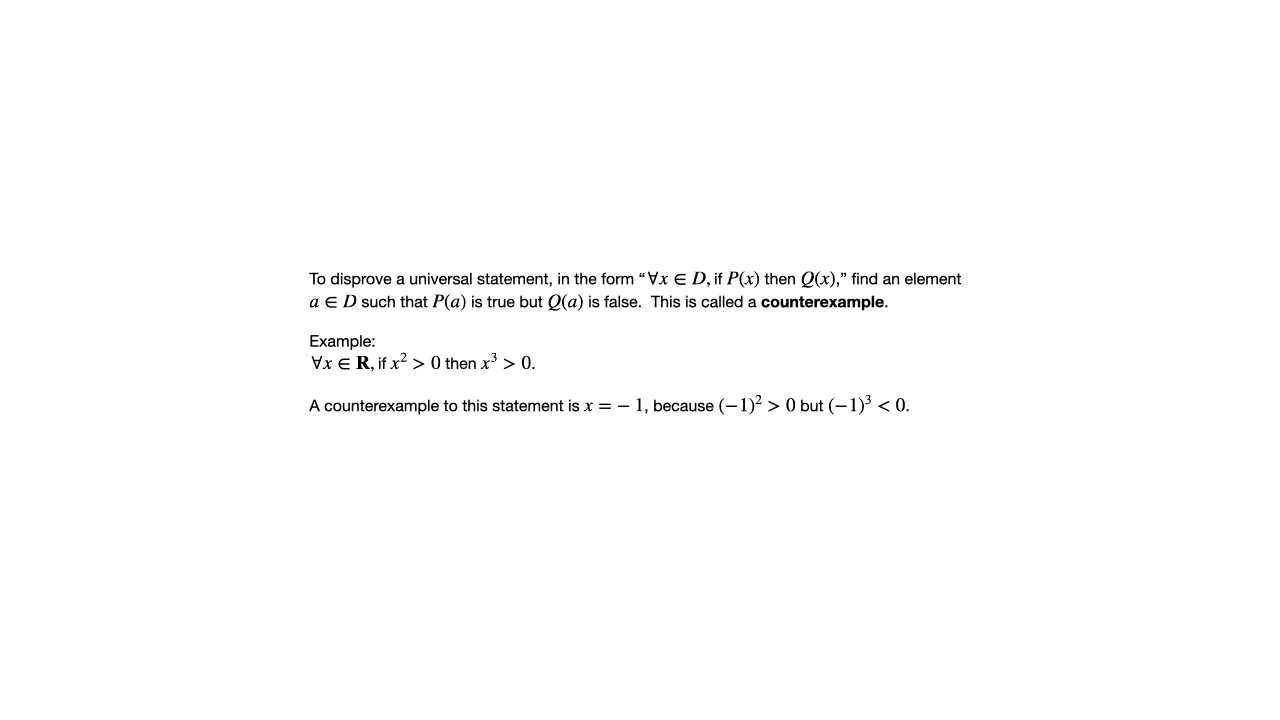 To disprove a universal statement, in the form “∀x ∈ D, if P(x) then Q(x),” find an element
a ∈ D such that P(a) is true but Q(a) is false.  This is called a counterexample.
Example:
∀x ∈ R, if x² > 0 then x³ > 0.
A counterexample to this statement is x = − 1, because (−1)² > 0 but (−1)³ < 0.